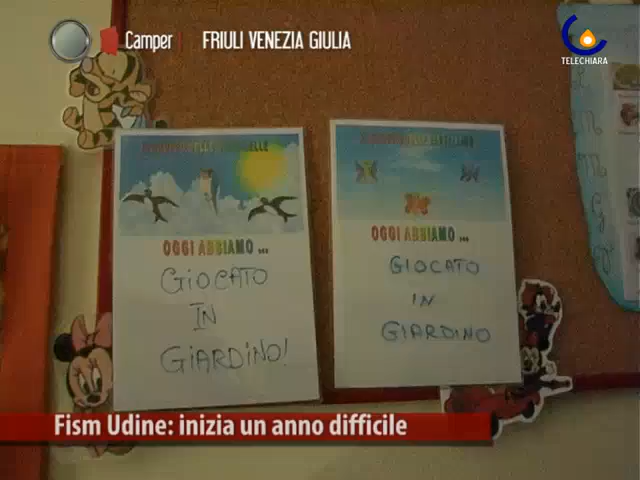 Camper
FRIULI VENEZIA GIULIA
TELECHIARA
OGGI ABBIAMO ...
GIOCATO
IN
GIARDINO!
OGGI ABBIAMO ...
GIOCATO
IN
GIARDINO
Fism Udine: inizia un anno difficile